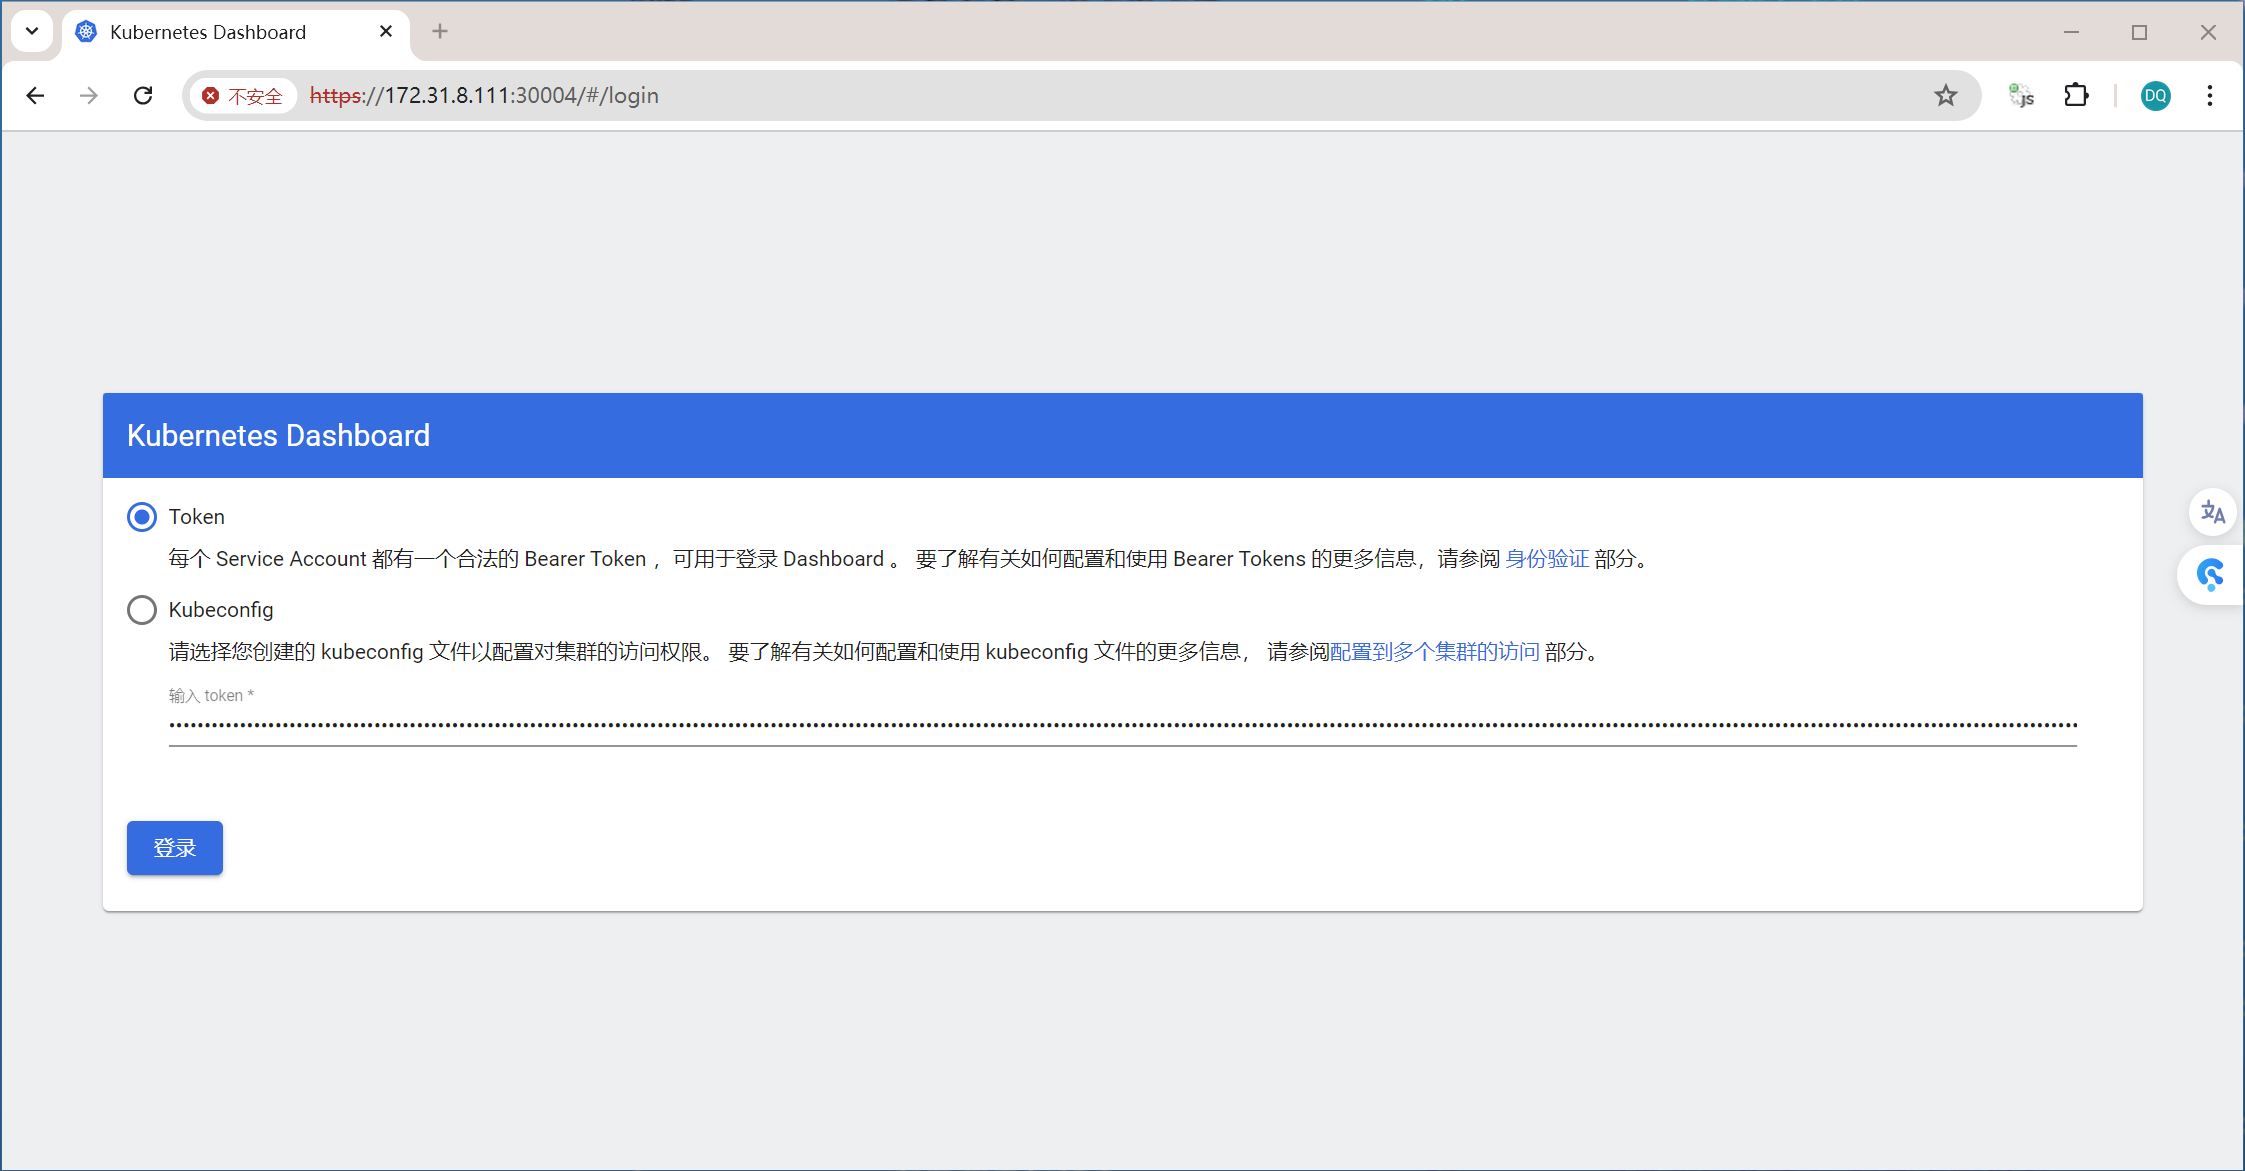 Kubernetes Dashboard
不安全 https://172.31.8.111:30004/#/login
JS
DQ
Kubernetes Dashboard
Token
每个 Service Account 都有一个合法的 Bearer Token ，可用于登录 Dashboard 。 要了解有关如何配置和使用 Bearer Tokens 的更多信息，请参阅 身份验证 部分。
文A
Kubeconfig
请选择您创建的 kubeconfig 文件以配置对集群的访问权限。 要了解有关如何配置和使用 kubeconfig 文件的更多信息， 请参阅配置到多个集群的访问 部分。
输入 token *
登录